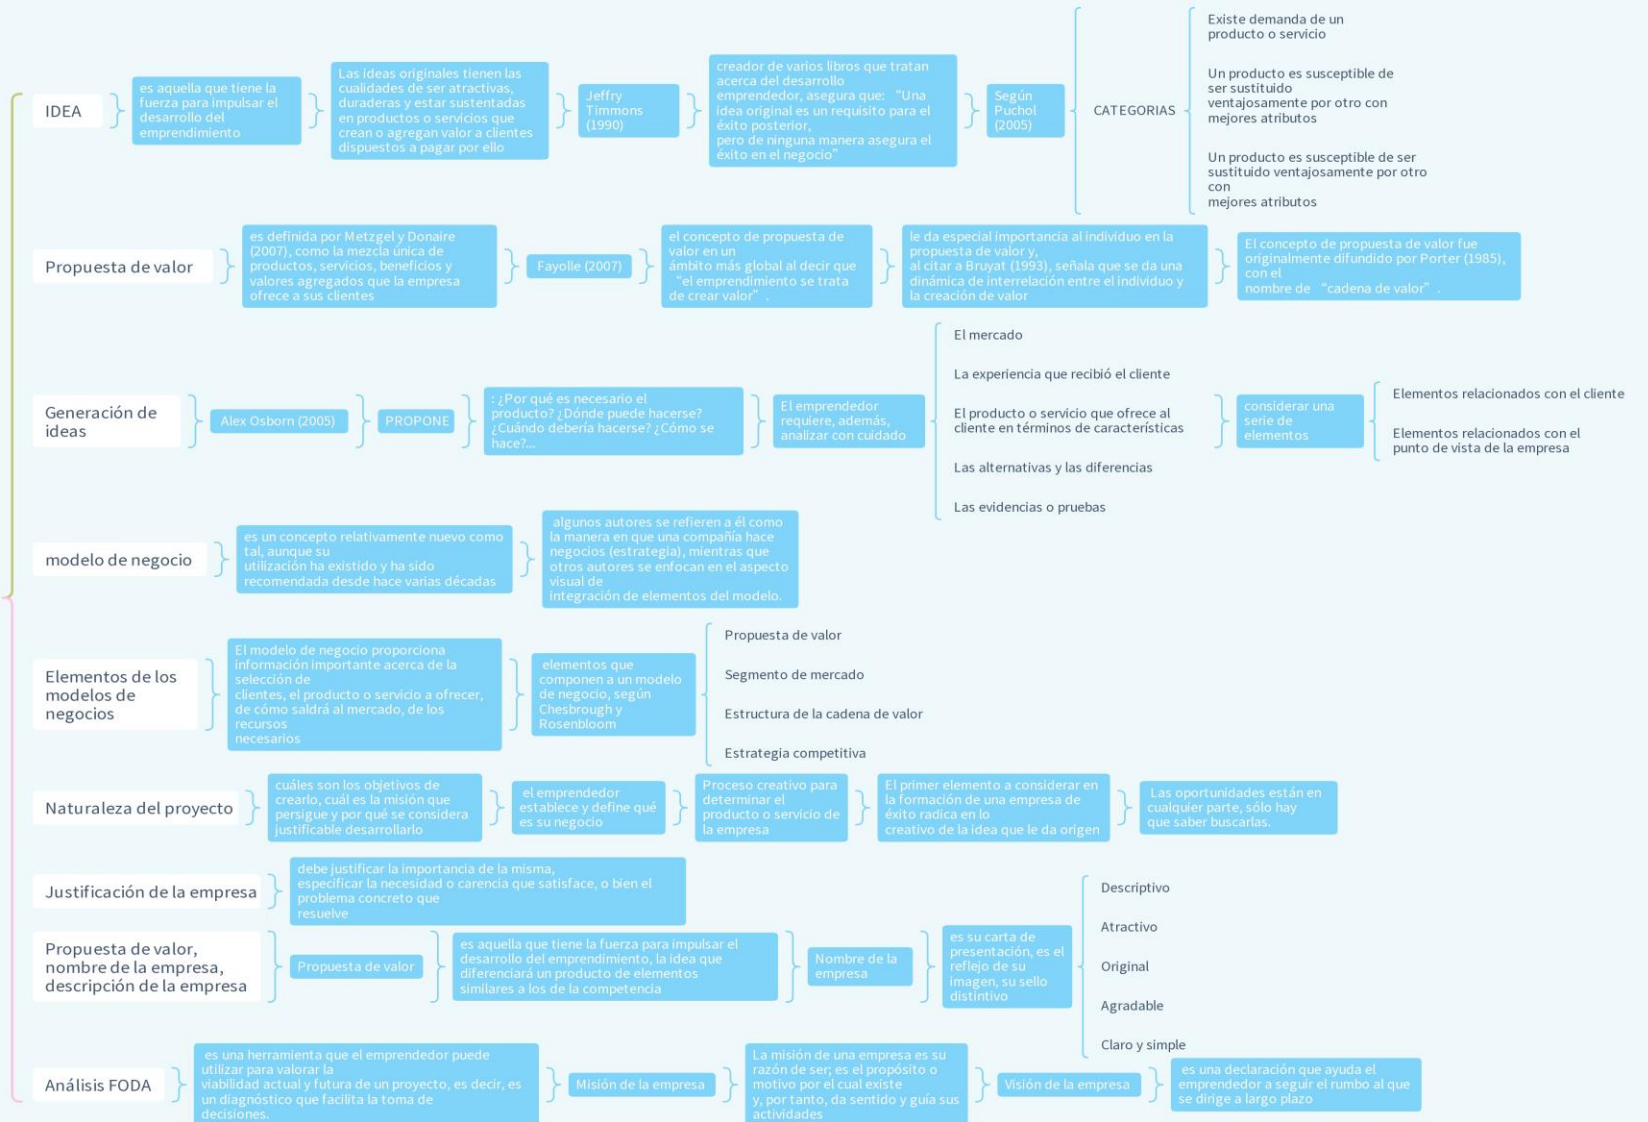 IDEA
es aquella que tiene la
fuerza para impulsar el
desarrollo del
emprendimiento
Las ideas originales tienen las
cualidades de ser atractivas,
duraderas y estar sustentadas
en productos o servicios que
crean o agregan valor a clientes
dispuestos a pagar por ello
Jeffry
Timmons
(1990)
creador de varios libros que tratan
acerca del desarrollo
emprendedor, asegura que: “Una
idea original es un requisito para el
éxito posterior,
pero de ninguna manera asegura el
éxito en el negocio”
Según
Puchol
(2005)
CATEGORIAS
Existe demanda de un
producto o servicio
Un producto es susceptible de
ser sustituido
ventajosamente por otro con
mejores atributos
Un producto es susceptible de ser
sustituido ventajosamente por otro
con
mejores atributos
Propuesta de valor
es definida por Metzgel y Donaire
(2007), como la mezcla única de
productos, servicios, beneficios y
valores agregados que la empresa
ofrece a sus clientes
Fayolle (2007)
el concepto de propuesta de
valor en un
ámbito más global al decir que
“el emprendimiento se trata
de crear valor”.
le da especial importancia al individuo en la
propuesta de valor y,
al citar a Bruyat (1993), señala que se da una
dinámica de interrelación entre el individuo y
la creación de valor
El concepto de propuesta de valor fue
originalmente difundido por Porter (1985),
con el
nombre de “cadena de valor”.
Generación de
ideas
Alex Osborn (2005)
PROPONE
: ¿Por qué es necesario el
producto? ¿Dónde puede hacerse?
¿Cuándo debería hacerse? ¿Cómo se
hace?...
El emprendedor
requiere, además,
analizar con cuidado
El mercado
La experiencia que recibió el cliente
El producto o servicio que ofrece al
cliente en términos de características
Las alternativas y las diferencias
Las evidencias o pruebas
considerar una
serie de
elementos
Elementos relacionados con el cliente
Elementos relacionados con el
punto de vista de la empresa
modelo de negocio
es un concepto relativamente nuevo como
tal, aunque su
utilización ha existido y ha sido
recomendada desde hace varias décadas
algunos autores se refieren a él como
la manera en que una compañía hace
negocios (estrategia), mientras que
otros autores se enfocan en el aspecto
visual de
integración de elementos del modelo.
Elementos de los
modelos de
negocios
El modelo de negocio proporciona
información importante acerca de la
selección de
clientes, el producto o servicio a ofrecer,
de cómo saldrá al mercado, de los
recursos
necesarios
elementos que
componen a un modelo
de negocio, según
Chesbrough y
Rosenbloom
Propuesta de valor
Segmento de mercado
Estructura de la cadena de valor
Estrategia competitiva
Naturaleza del proyecto
cuáles son los objetivos de
crearlo, cuál es la misión que
persigue y por qué se considera
justificable desarrollarlo
el emprendedor
establece y define qué
es su negocio
Proceso creativo para
determinar el
producto o servicio de
la empresa
El primer elemento a considerar en
la formación de una empresa de
éxito radica en lo
creativo de la idea que le da origen
Las oportunidades están en
cualquier parte, sólo hay
que saber buscarlas.
Justificación de la empresa
debe justificar la importancia de la misma,
especificar la necesidad o carencia que satisface, o bien el
problema concreto que
resuelve
Propuesta de valor,
nombre de la empresa,
descripción de la empresa
Propuesta de valor
es aquella que tiene la fuerza para impulsar el
desarrollo del emprendimiento, la idea que
diferenciará un producto de elementos
similares a los de la competencia
Nombre de la
empresa
es su carta de
presentación, es el
reflejo de su
imagen, su sello
distintivo
Descriptivo
Atractivo
Original
Agradable
Claro y simple
Análisis FODA
es una herramienta que el emprendedor puede
utilizar para valorar la
viabilidad actual y futura de un proyecto, es decir, es
un diagnóstico que facilita la toma de
decisiones.
Misión de la empresa
La misión de una empresa es su
razón de ser; es el propósito o
motivo por el cual existe
y, por tanto, da sentido y guía sus
actividades
Visión de la empresa
es una declaración que ayuda el
emprendedor a seguir el rumbo al que
se dirige a largo plazo